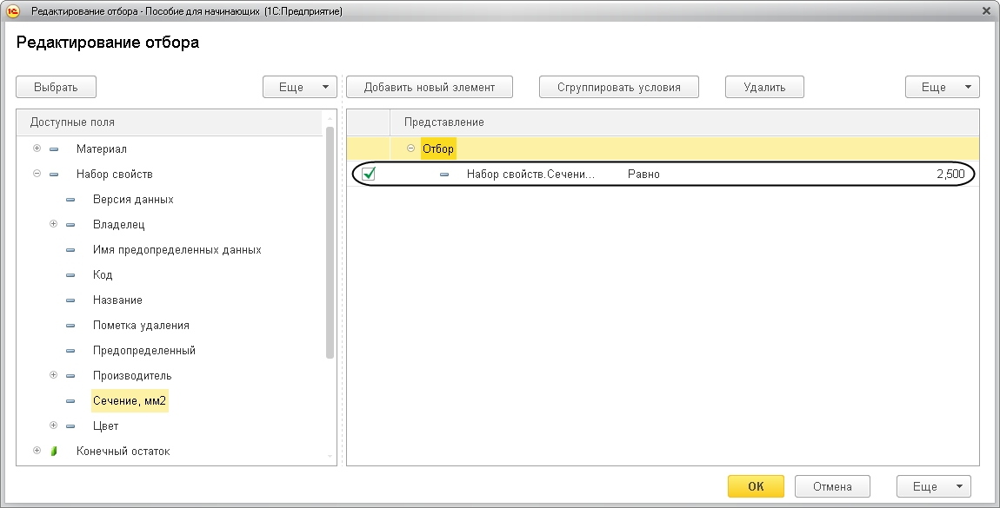 Редактирование отбора - Пособие для начинающих (1С:Предприятие)
Редактирование отбора
Выбрать Еще Добавить новый элемент Сгруппировать условия Удалить Еще
Доступные поля Представление
Материал Отбор
Набор свойств Набор свойств.Сечени... Равно 2,500
Версия данных
Владелец
Имя предопределенных данных
Код
Название
Пометка удаления
Предопределенный
Производитель
Сечение, мм2
Цвет
Конечный остаток
ОК Отмена Еще